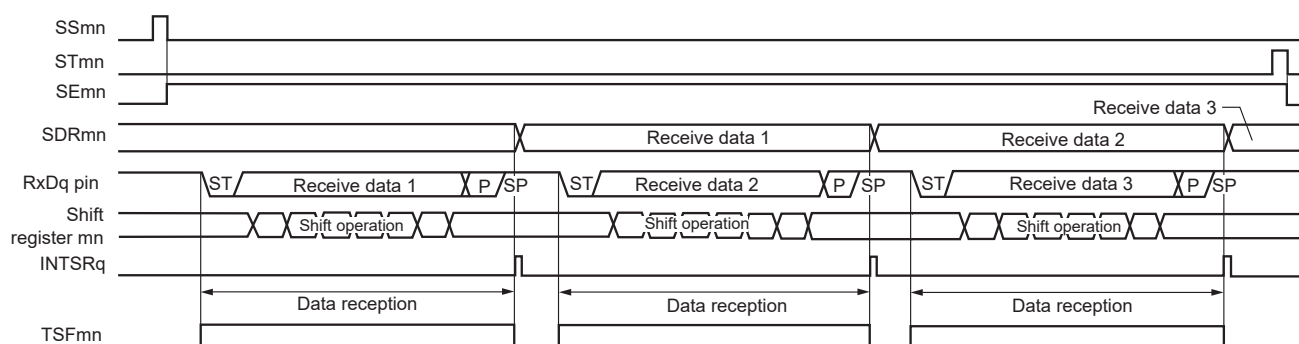 SSmn
STmn
SEmn
Receive data 3
SDRmn Receive data 1 Receive data 2
RxDq pin ST Receive data 1 P SP ST Receive data 2 P SP ST Receive data 3 P SP
Shift
register mn Shift operation Shift operation Shift operation
INTSRq
Data reception Data reception Data reception
TSFmn